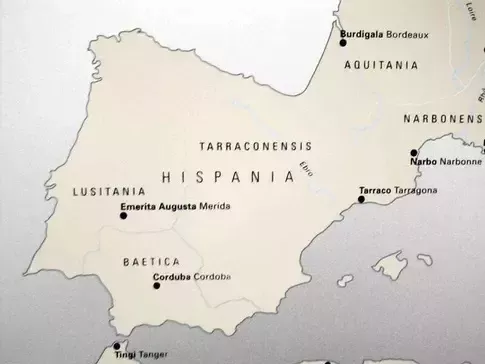 Burdigala Bordeaux
Loire
AQUITANIA
NARBONENS
TARRACONENSIS
Ebro
Narbo Narbonne
HISPANIA
LUSITANIA
Tarraco Tarragona
Emerita Augusta Merida
BAETICA
Corduba Cordoba
Tingi Tanger